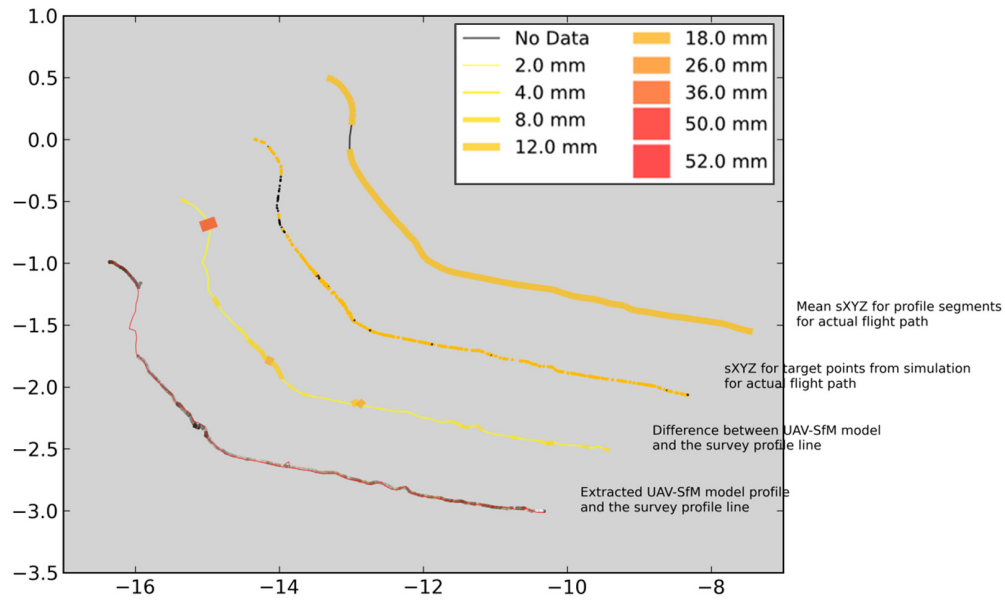 1.0
0.5
0.0
−0.5
−1.0
−1.5
−2.0
−2.5
−3.0
−3.5
−16
−14
−12
−10
−8
No Data
2.0 mm
4.0 mm
8.0 mm
12.0 mm
18.0 mm
26.0 mm
36.0 mm
50.0 mm
52.0 mm
Mean sXYZ for profile segments
for actual flight path
sXYZ for target points from simulation
for actual flight path
Difference between UAV-SfM model
and the survey profile line
Extracted UAV-SfM model profile
and the survey profile line